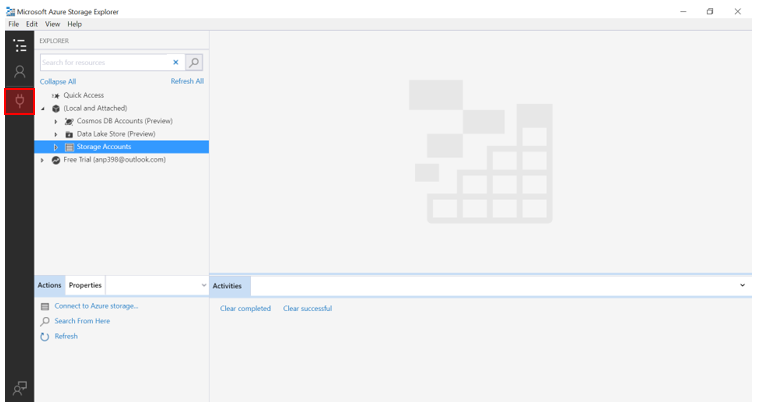 Microsoft Azure Storage Explorer
File Edit View Help
EXPLORER
Search for resources
Collapse All Refresh All
Quick Access
(Local and Attached)
Cosmos DB Accounts (Preview)
Data Lake Store (Preview)
Storage Accounts
Free Trial (anp398@outlook.com)
Actions Properties
Connect to Azure storage...
Search From Here
Refresh
Activities
Clear completed Clear successful